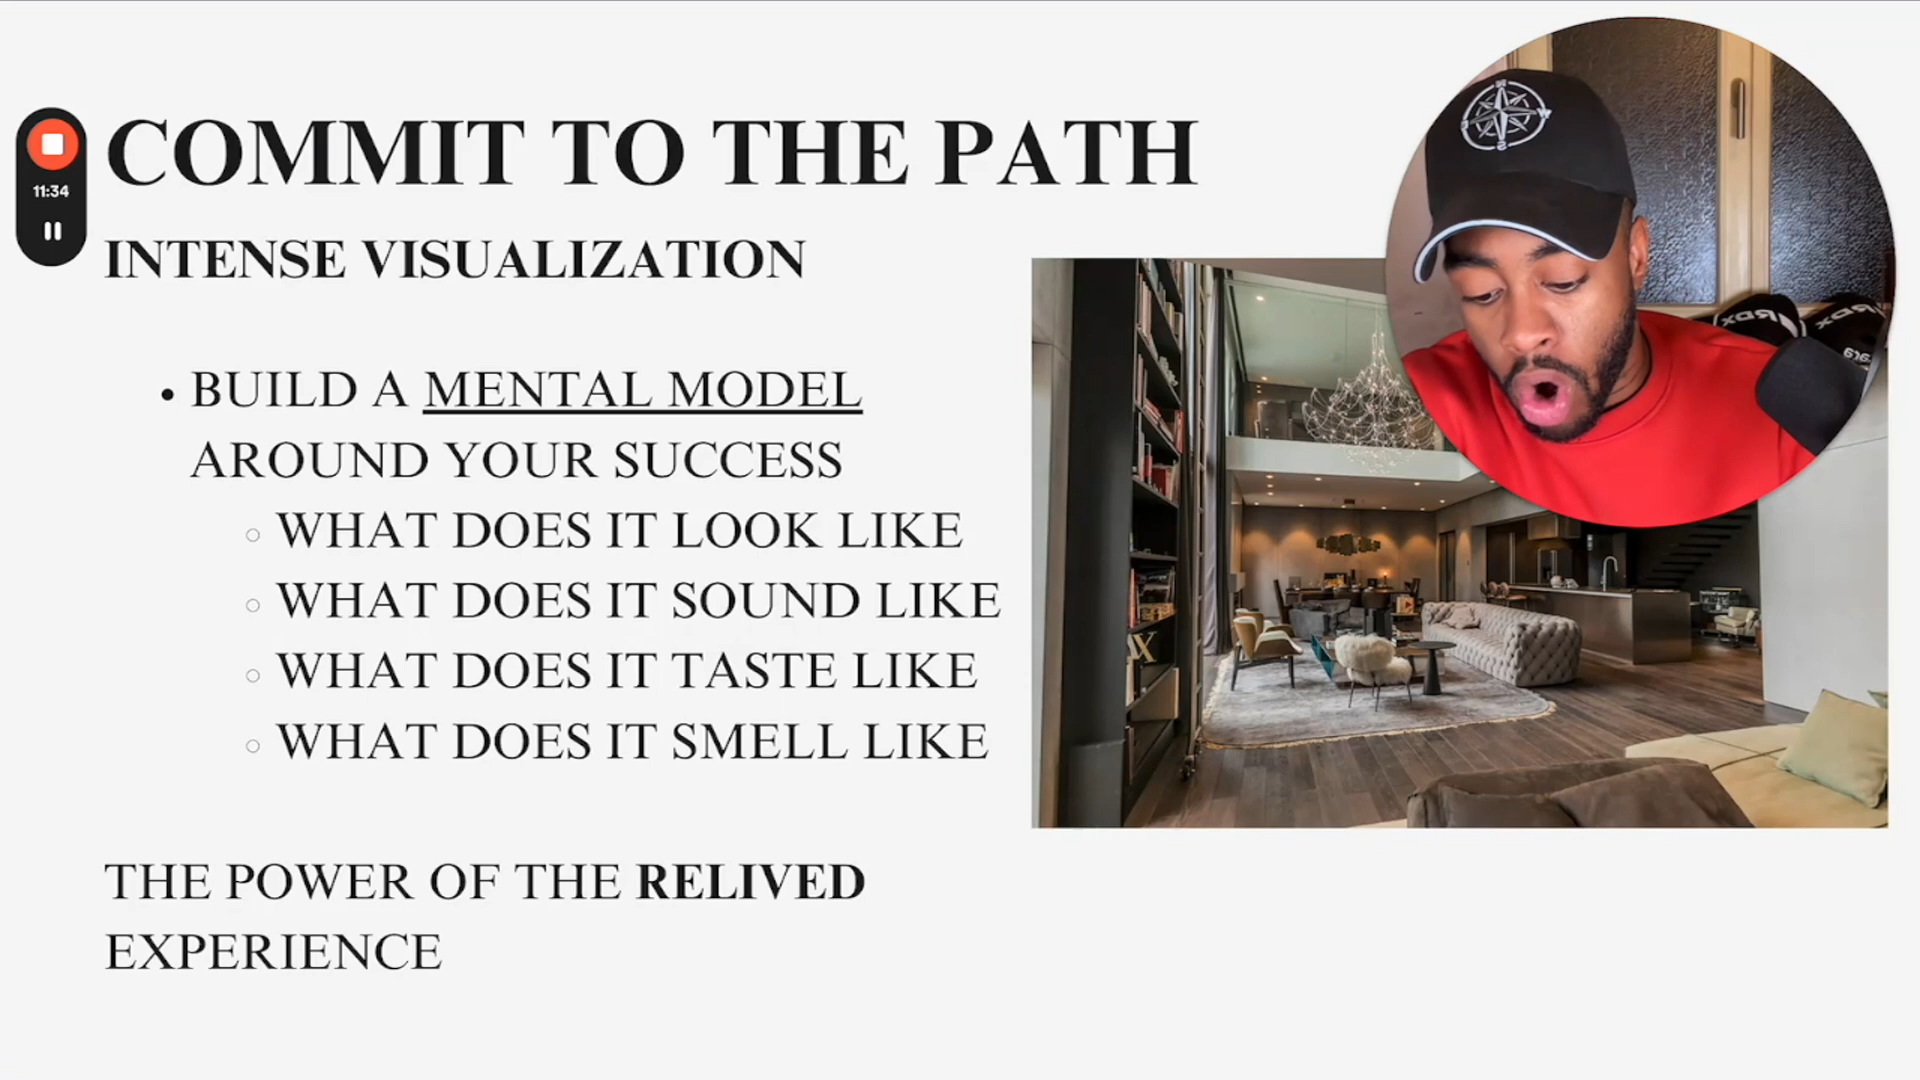 COMMIT TO THE PATH
11:34
INTENSE VISUALIZATION
• BUILD A MENTAL MODEL
AROUND YOUR SUCCESS
○ WHAT DOES IT LOOK LIKE
○ WHAT DOES IT SOUND LIKE
○ WHAT DOES IT TASTE LIKE
○ WHAT DOES IT SMELL LIKE
THE POWER OF THE RELIVED
EXPERIENCE
N
W
S
RDX
RDX